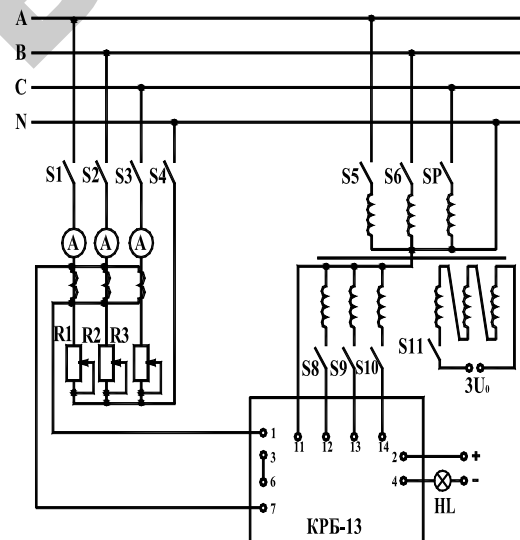 A
B
C
N
S1 S2 S3 S4 S5 S6 SP
A A A
R1 R2 R3
S11
S8 S9 S10
3U₀
1
3
6
7
11 12 13 14
2 +
4 -
HL
КРБ-13